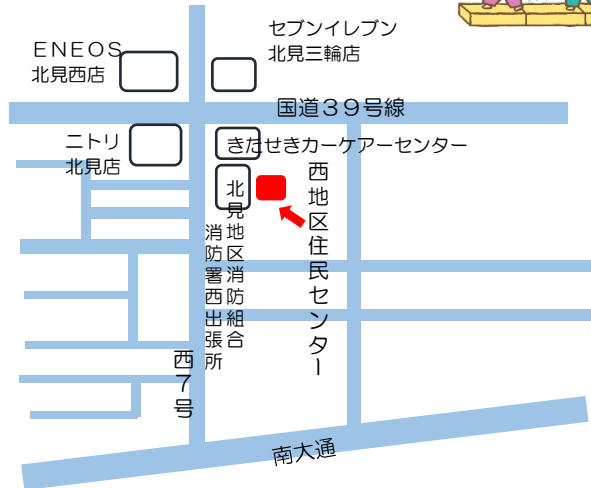 セブンイレブン
北見三輪店
ＥＮＥＯＳ
北見西店
国道３９号線
ニトリ
北見店
きたせきカーケアーセンター
西地区住民センター
北見地区消防組合
消防署西出張所
西７号
南大通